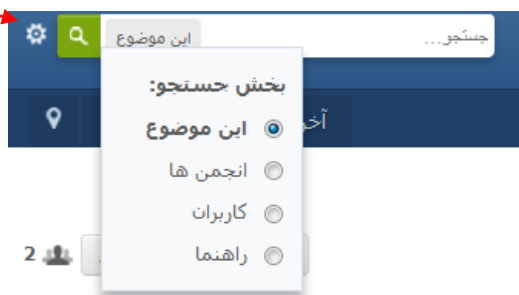 جستجو...
این موضوع
بخش جستجو:
این موضوع
انجمن ها
کاربران
راهنما
2